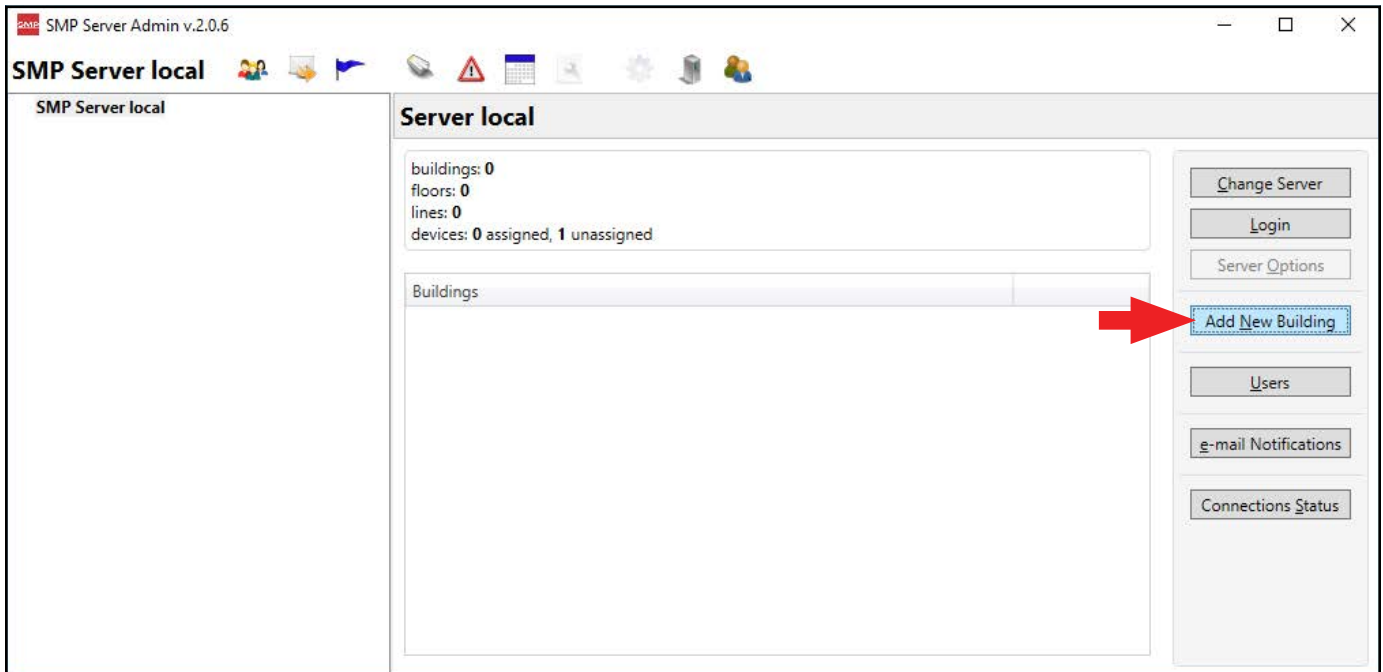 SMP SMP Server Admin v.2.0.6
SMP Server local
SMP Server local
Server local
buildings: 0
floors: 0
lines: 0
devices: 0 assigned, 1 unassigned
Buildings
Change Server
Login
Server Options
Add New Building
Users
e-mail Notifications
Connections Status